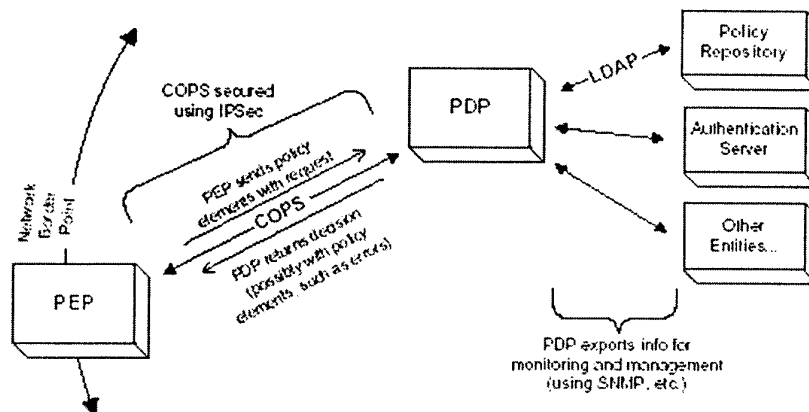 COPS secured
using IPSec
PDP
LDAP
Policy
Repository
Authentication
Server
Other
Entities...
PEP sends policy
elements with request
COPS
PDP returns decision
(possibly with policy
elements, such as errors)
Network
Border
Point
PEP
PDP exports info for
monitoring and management
(using SNMP, etc.)